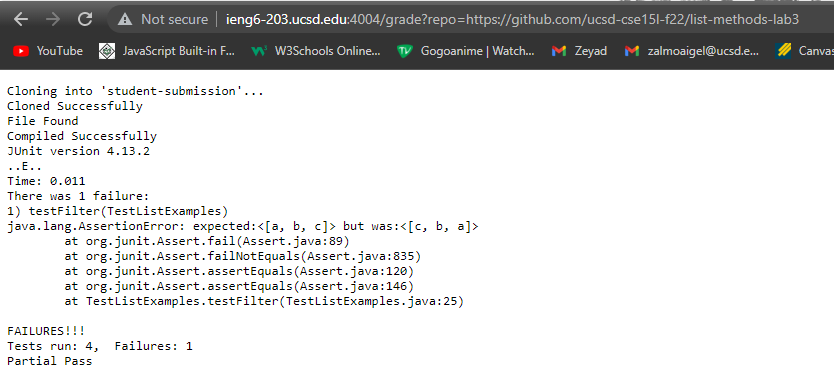 Not secure | ieng6-203.ucsd.edu:4004/grade?repo=https://github.com/ucsd-cse15l-f22/list-methods-lab3
YouTube JavaScript Built-in F... W3Schools Online... Gogoanime | Watch... Zeyad zalmoaigel@ucsd.e... Canvas
Cloning into 'student-submission'...
Cloned Successfully
File Found
Compiled Successfully
JUnit version 4.13.2
..E..
Time: 0.011
There was 1 failure:
1) testFilter(TestListExamples)
java.lang.AssertionError: expected:<[a, b, c]> but was:<[c, b, a]>
at org.junit.Assert.fail(Assert.java:89)
at org.junit.Assert.failNotEquals(Assert.java:835)
at org.junit.Assert.assertEquals(Assert.java:120)
at org.junit.Assert.assertEquals(Assert.java:146)
at TestListExamples.testFilter(TestListExamples.java:25)
FAILURES!!!
Tests run: 4,  Failures: 1
Partial Pass